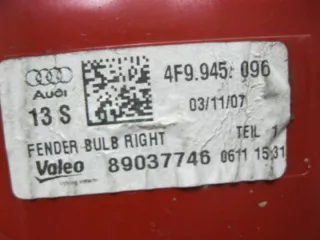 Audi
4F9.945. 096
13 S
03/11/07
FENDER BULB RIGHT TEIL 1
Valeo 89037746 0611 15:31